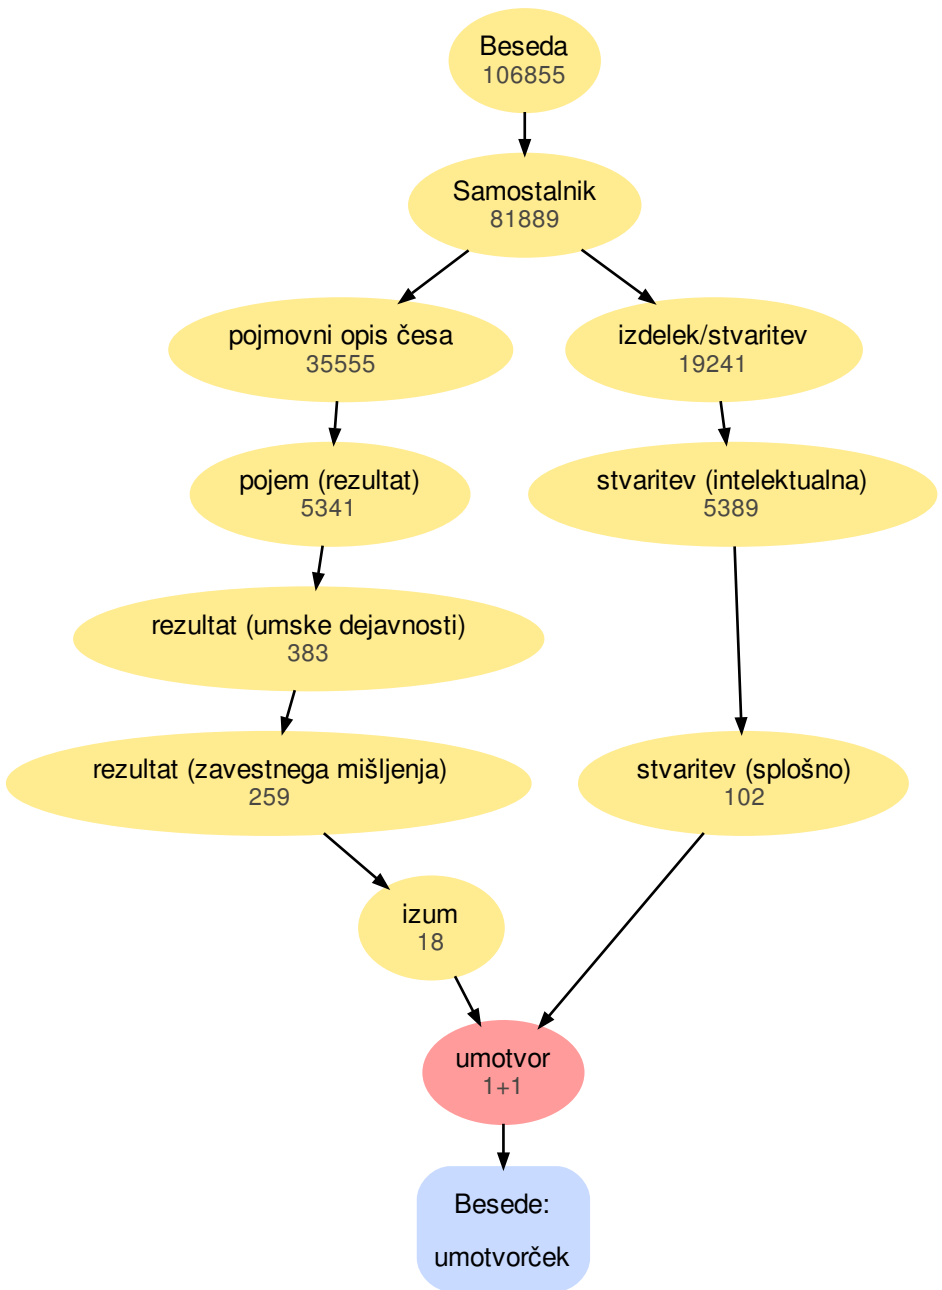 Beseda
106855
Samostalnik
81889
pojmovni opis česa
35555
izdelek/stvaritev
19241
pojem (rezultat)
5341
stvaritev (intelektualna)
5389
rezultat (umske dejavnosti)
383
rezultat (zavestnega mišljenja)
259
stvaritev (splošno)
102
izum
18
umotvor
1+1
Besede:
umotvorček